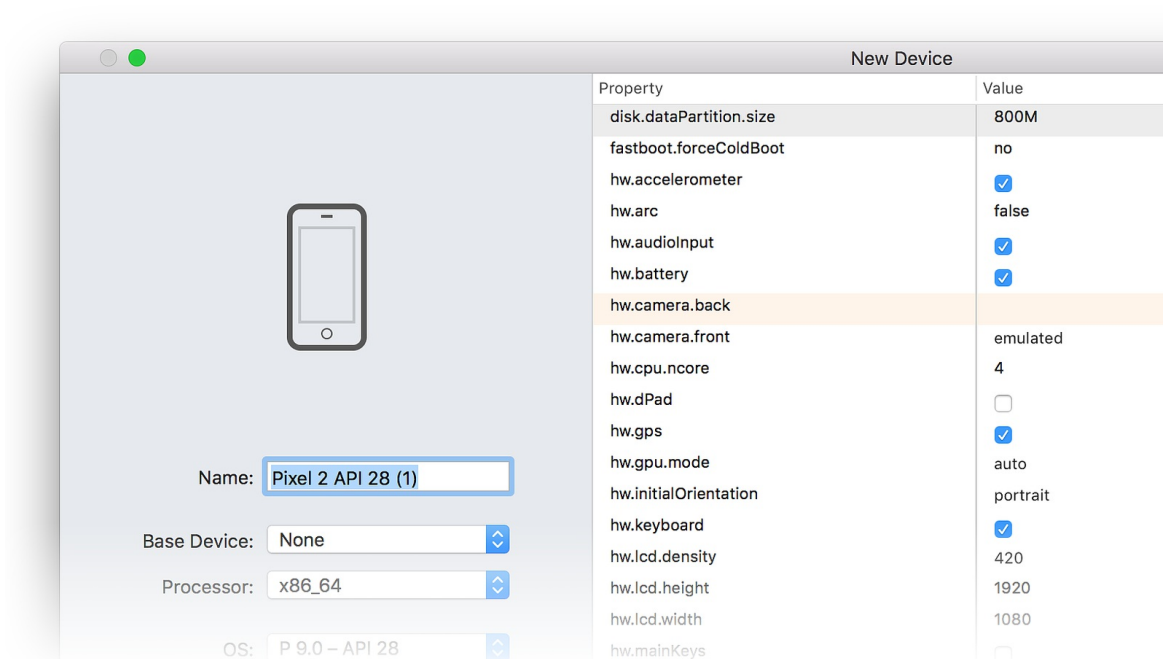 New Device
Property Value
disk.dataPartition.size 800M
fastboot.forceColdBoot no
hw.accelerometer
hw.arc false
hw.audioInput
hw.battery
hw.camera.back
hw.camera.front emulated
hw.cpu.ncore 4
hw.dPad
hw.gps
hw.gpu.mode auto
hw.initialOrientation portrait
hw.keyboard
hw.lcd.density 420
hw.lcd.height 1920
hw.lcd.width 1080
hw.mainKeys
Name: Pixel 2 API 28 (1)
Base Device: None
Processor: x86_64
OS: P 9.0 – API 28